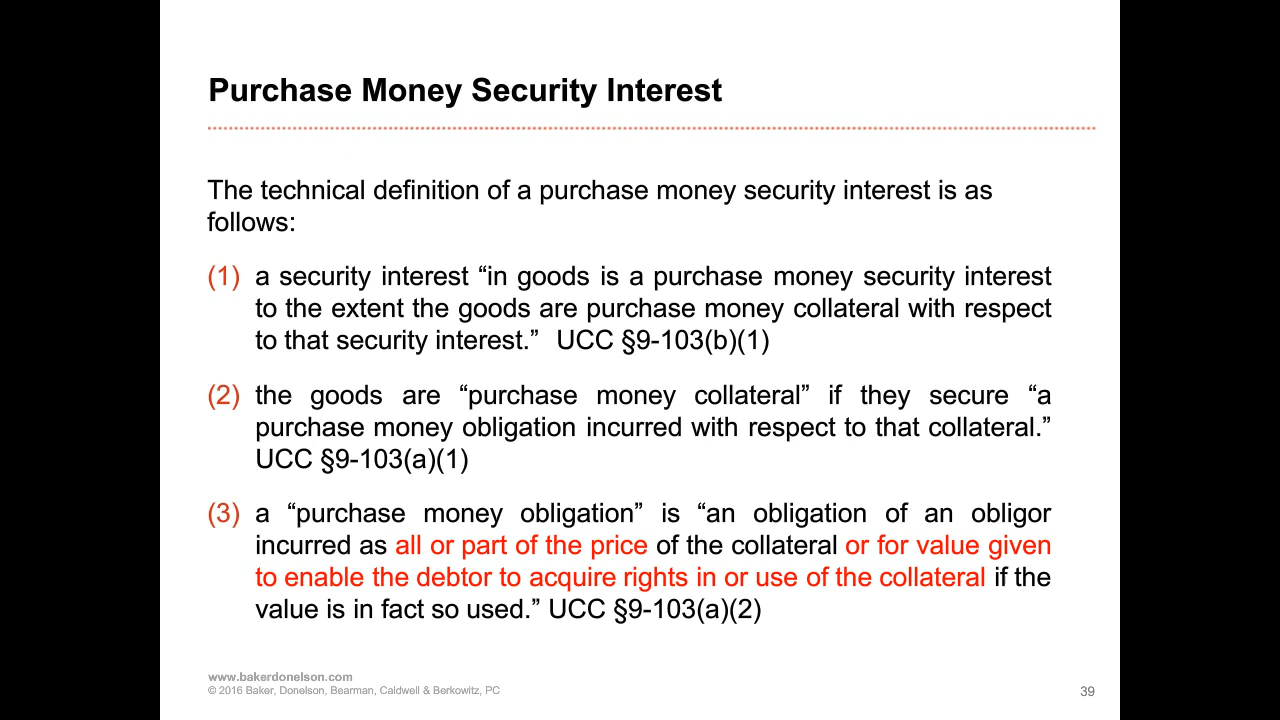 Purchase Money Security Interest
The technical definition of a purchase money security interest is as
follows:
(1) a security interest “in goods is a purchase money security interest
to the extent the goods are purchase money collateral with respect
to that security interest.” UCC §9-103(b)(1)
(2) the goods are “purchase money collateral” if they secure “a
purchase money obligation incurred with respect to that collateral.”
UCC §9-103(a)(1)
(3) a “purchase money obligation” is “an obligation of an obligor
incurred as all or part of the price of the collateral or for value given
to enable the debtor to acquire rights in or use of the collateral if the
value is in fact so used.” UCC §9-103(a)(2)
www.bakerdonelson.com
© 2016 Baker, Donelson, Bearman, Caldwell & Berkowitz, PC
39